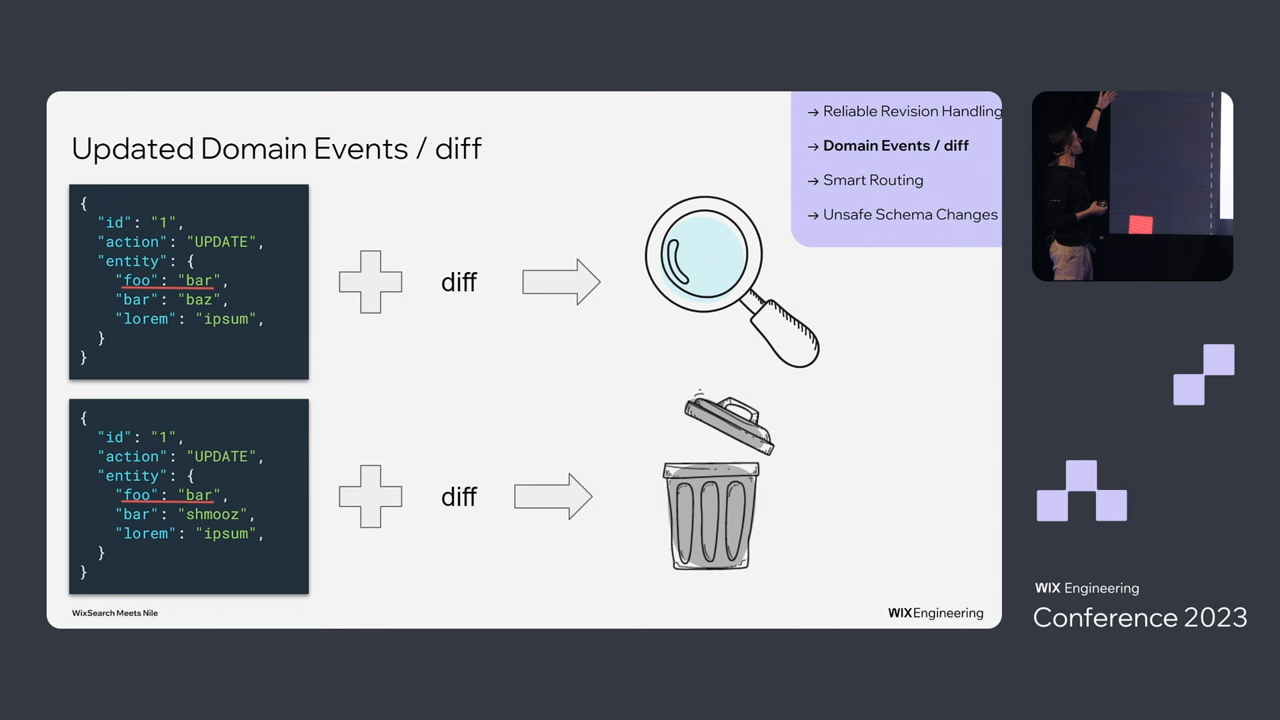 Updated Domain Events / diff
→ Reliable Revision Handling
→ Domain Events / diff
→ Smart Routing
→ Unsafe Schema Changes
{
"id": "1",
"action": "UPDATE",
"entity": {
"foo": "bar",
"bar": "baz",
"lorem": "ipsum",
}
}
diff
{
"id": "1",
"action": "UPDATE",
"entity": {
"foo": "bar",
"bar": "shmooz",
"lorem": "ipsum",
}
}
diff
WixSearch Meets Nile
WIXEngineering
WIX Engineering
Conference 2023